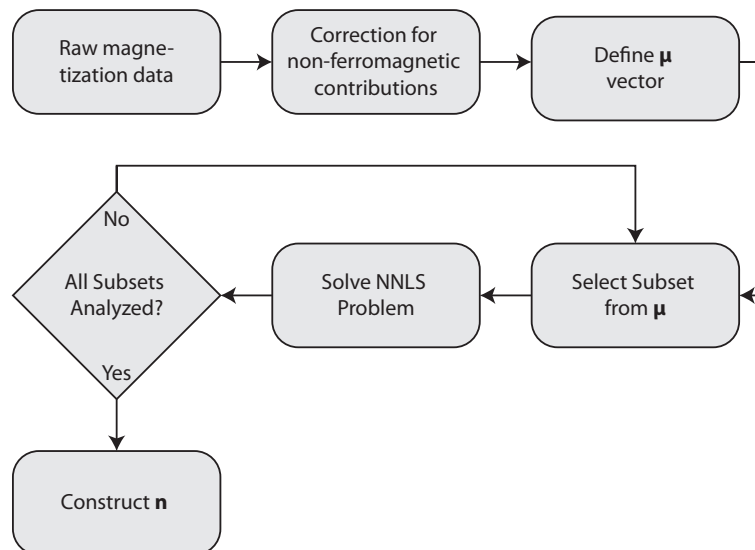 Raw magne-
tization data
Correction for
non-ferromagnetic
contributions
Define μ
vector
No
All Subsets
Analyzed?
Yes
Solve NNLS
Problem
Select Subset
from μ
Construct n